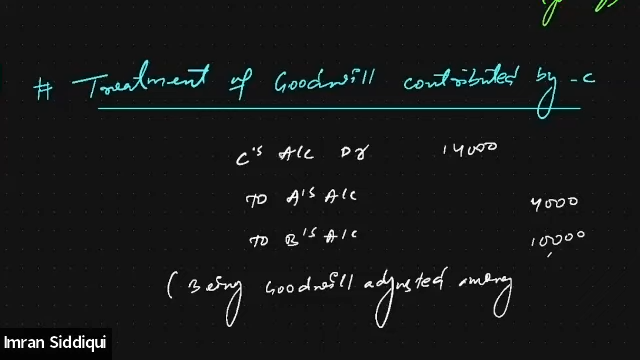 # Treatment of Goodwill contributed by -C
C's A/C Dr 14000
TO A's A/C 4000
TO B's A/C 10000
( Being Goodwill adjusted among
Imran Siddiqui